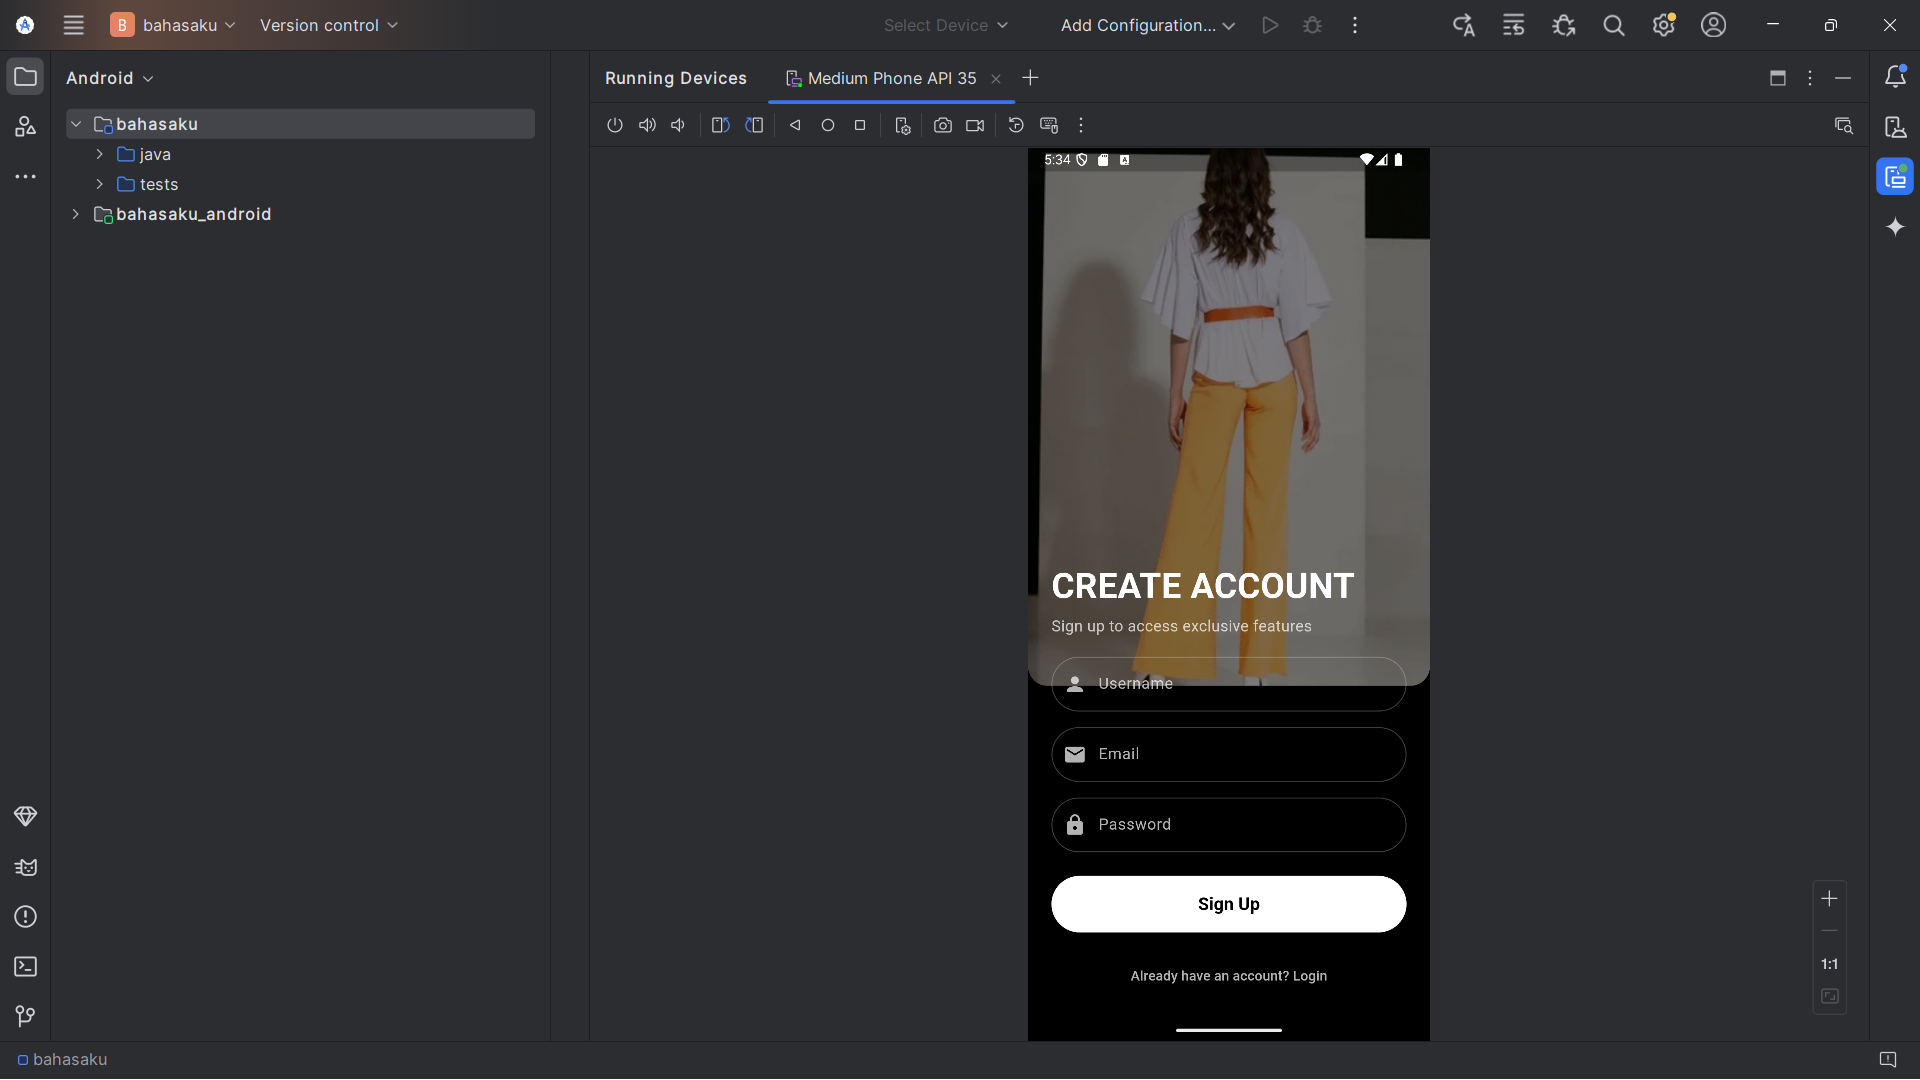 B bahasaku Version control Select Device Add Configuration...
Android
Running Devices Medium Phone API 35
bahasaku
java
tests
bahasaku_android
5:34
CREATE ACCOUNT
Sign up to access exclusive features
Username
Email
Password
Sign Up
Already have an account? Login
1:1
bahasaku